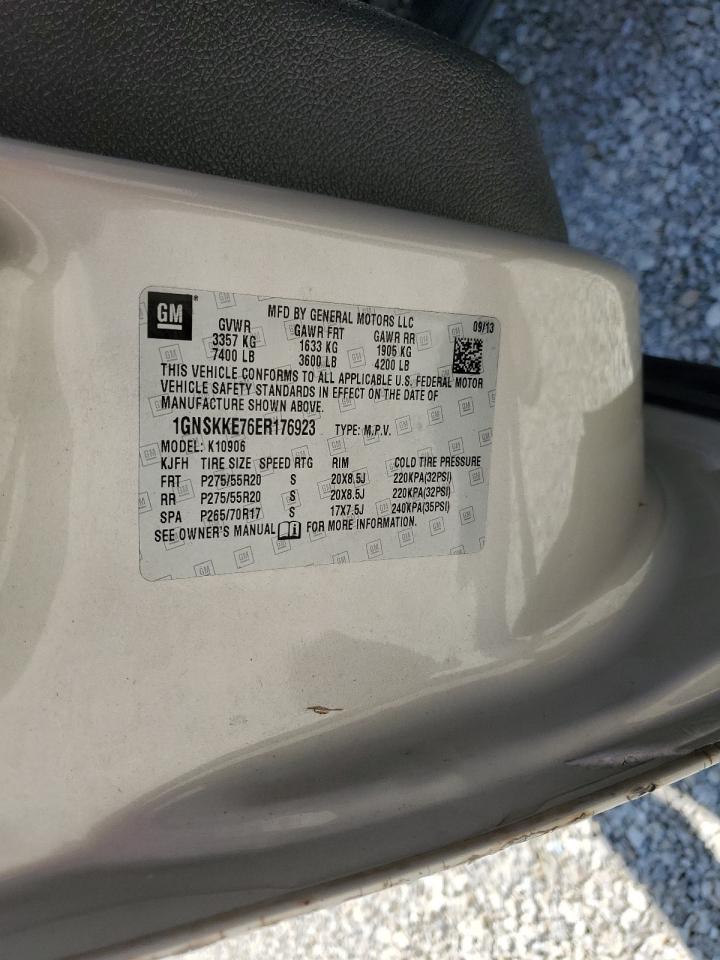 GM ®
MFD BY GENERAL MOTORS LLC 09/13
GVWR GAWR FRT GAWR RR
3357 KG 1633 KG 1905 KG
7400 LB 3600 LB 4200 LB
THIS VEHICLE CONFORMS TO ALL APPLICABLE U.S. FEDERAL MOTOR
VEHICLE SAFETY STANDARDS IN EFFECT ON THE DATE OF
MANUFACTURE SHOWN ABOVE.
1GNSKKE76ER176923 TYPE: M.P.V.
MODEL: K10906
KJFH TIRE SIZE SPEED RTG RIM COLD TIRE PRESSURE
FRT P275/55R20 S 20X8.5J 220KPA(32PSI)
RR P275/55R20 S 20X8.5J 220KPA(32PSI)
SPA P265/70R17 S 17X7.5J 240KPA(35PSI)
SEE OWNER'S MANUAL i FOR MORE INFORMATION.